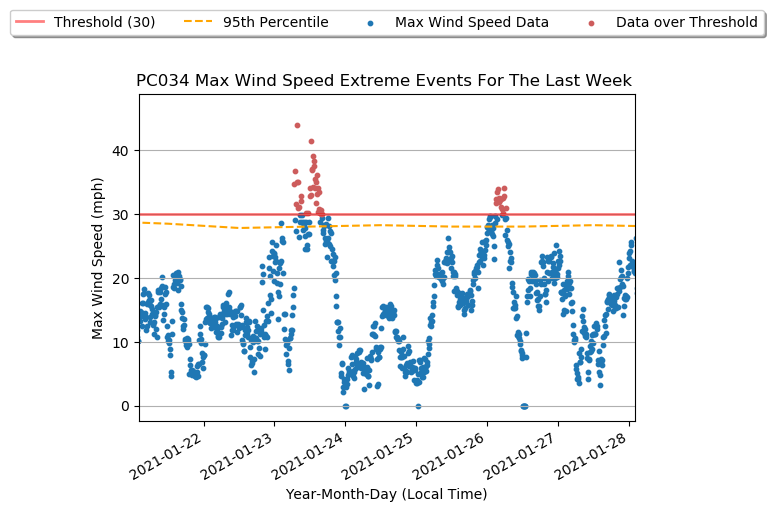 Threshold (30) 95th Percentile Max Wind Speed Data Data over Threshold
PC034 Max Wind Speed Extreme Events For The Last Week
Max Wind Speed (mph)
40
30
20
10
0
2021-01-22 2021-01-23 2021-01-24 2021-01-25 2021-01-26 2021-01-27 2021-01-28
Year-Month-Day (Local Time)